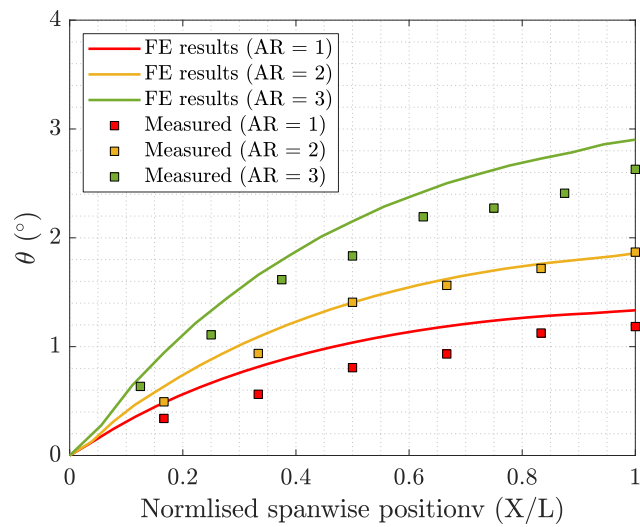 4
3
2
1
0
θ (°)
FE results (AR = 1)
FE results (AR = 2)
FE results (AR = 3)
Measured (AR = 1)
Measured (AR = 2)
Measured (AR = 3)
0 0.2 0.4 0.6 0.8 1
Normlised spanwise positionv (X/L)